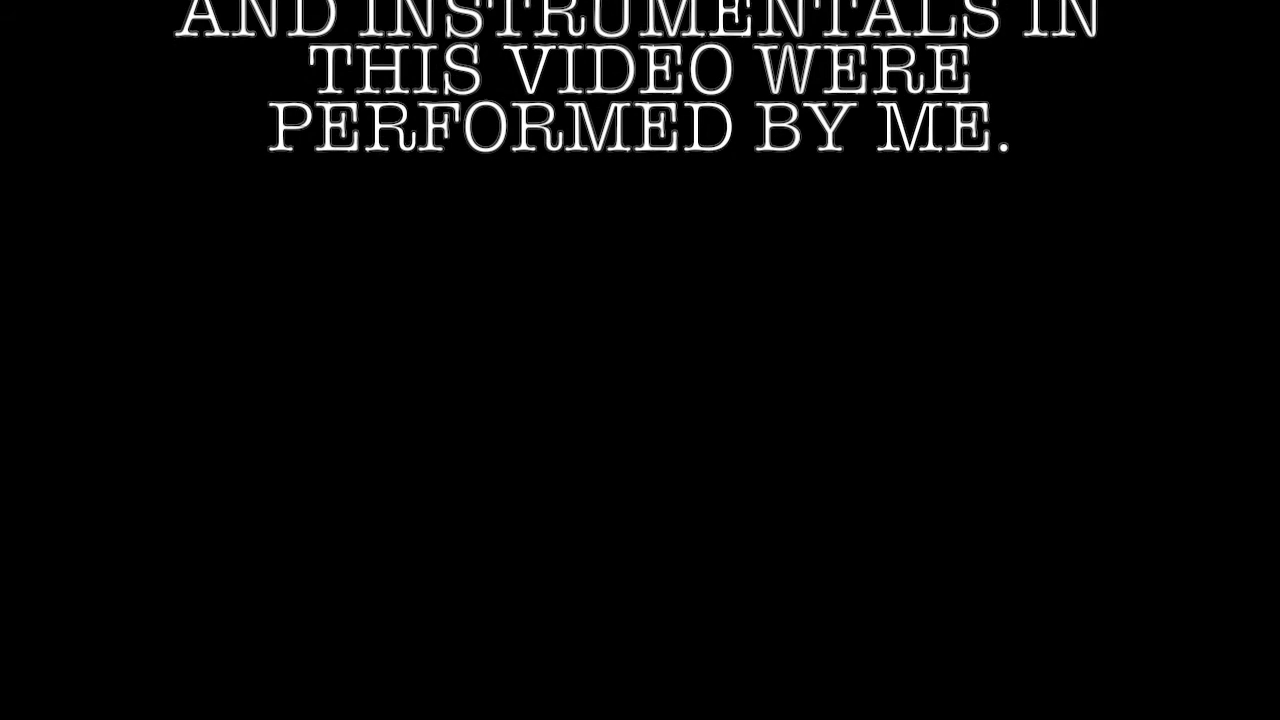 AND INSTRUMENTALS IN
THIS VIDEO WERE
PERFORMED BY ME.